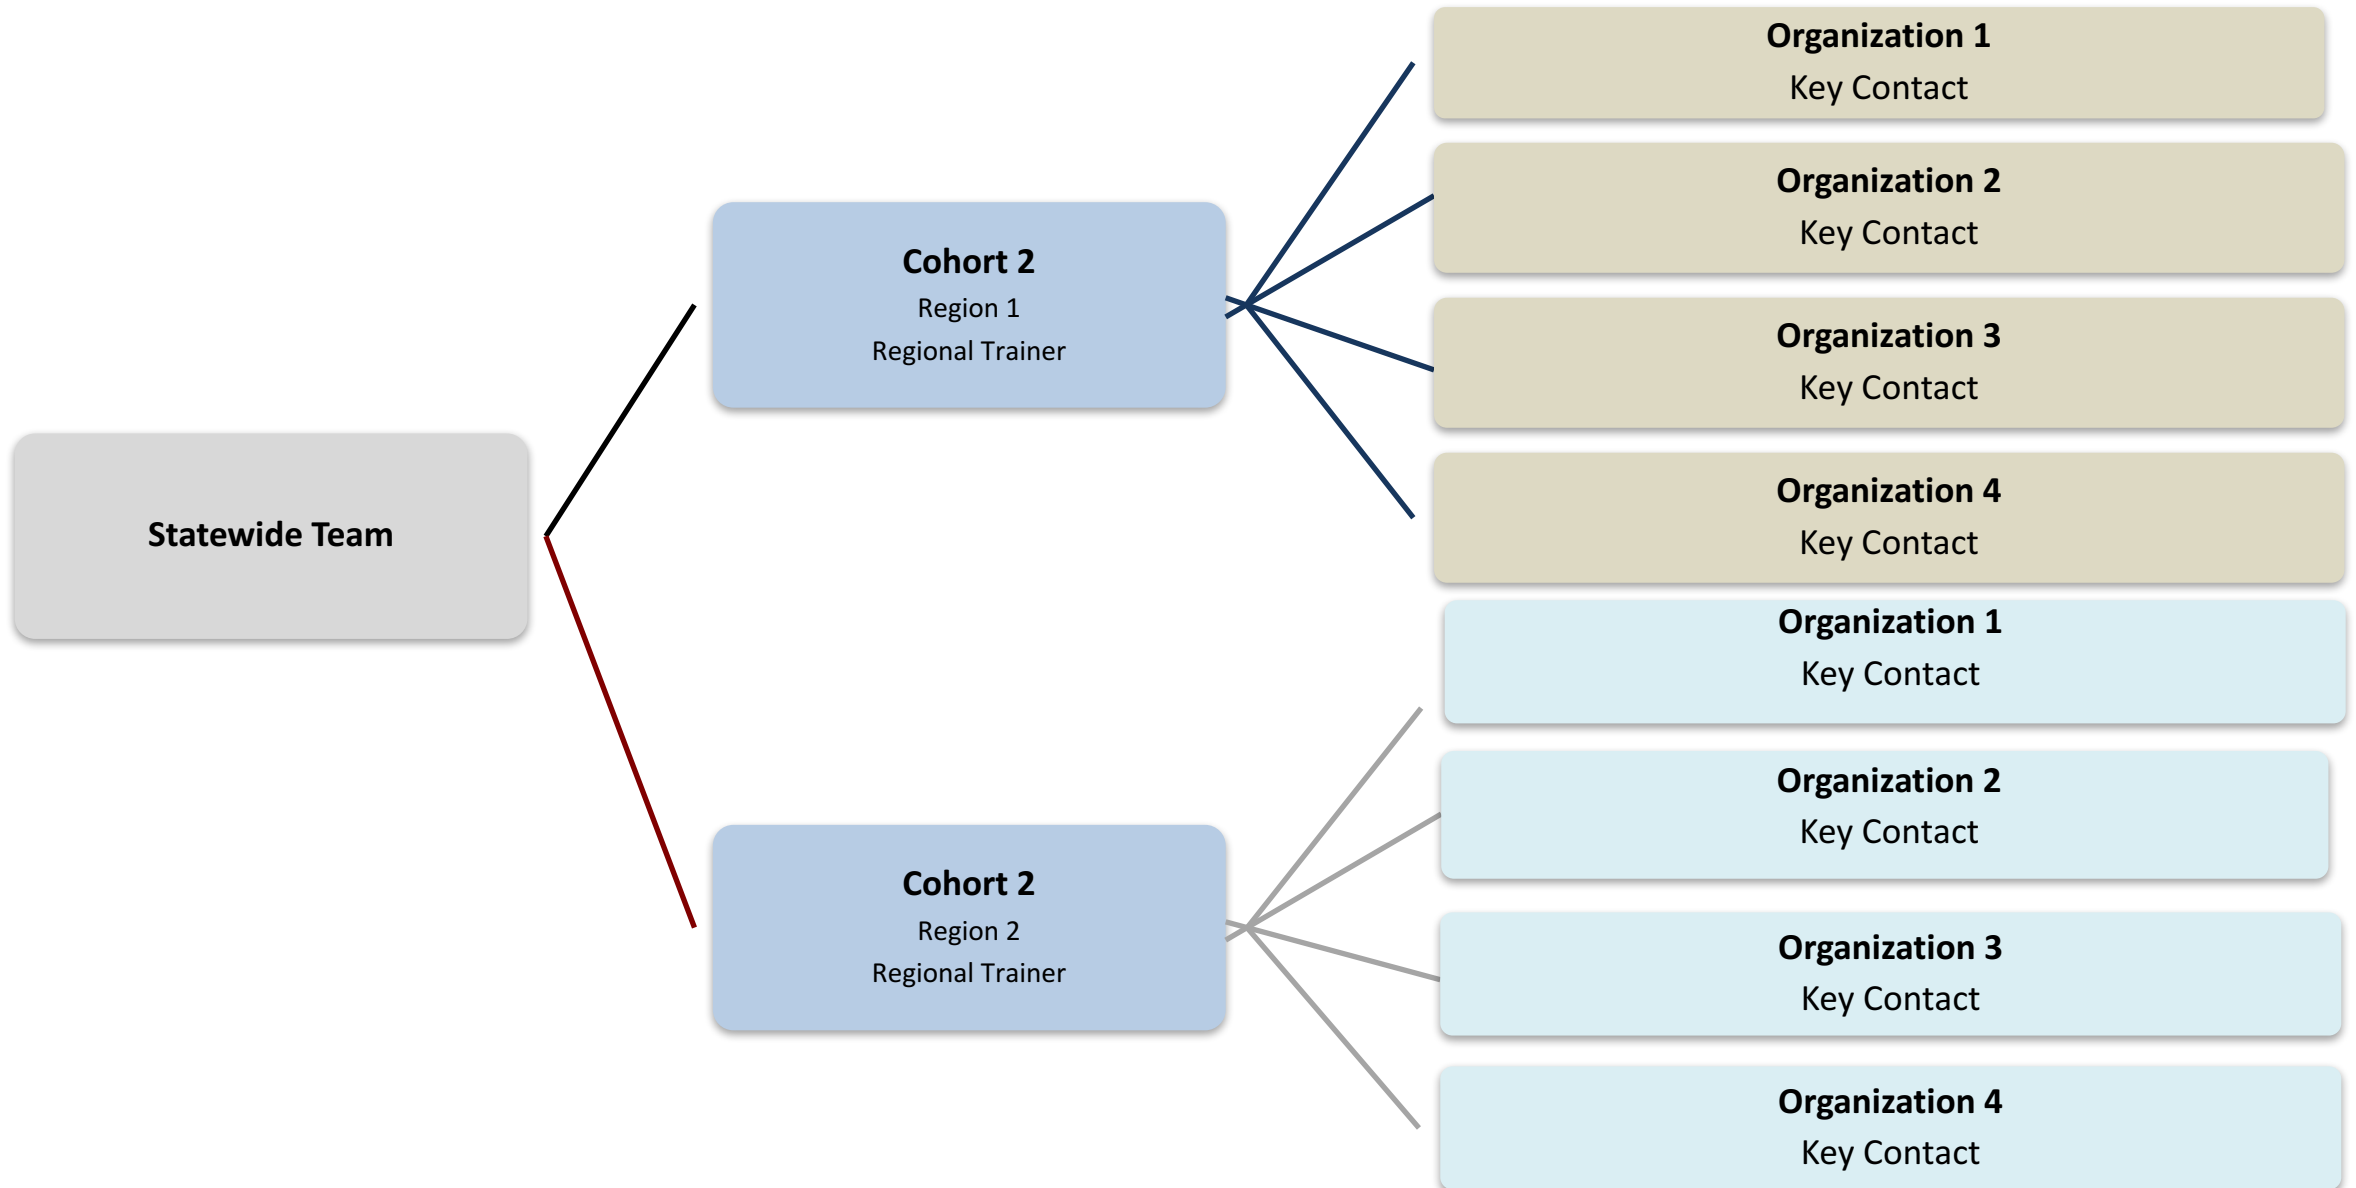 Statewide Team
Cohort 2
Region 1
Regional Trainer
Organization 1
Key Contact
Organization 2
Key Contact
Organization 3
Key Contact
Organization 4
Key Contact
Cohort 2
Region 2
Regional Trainer
Organization 1
Key Contact
Organization 2
Key Contact
Organization 3
Key Contact
Organization 4
Key Contact